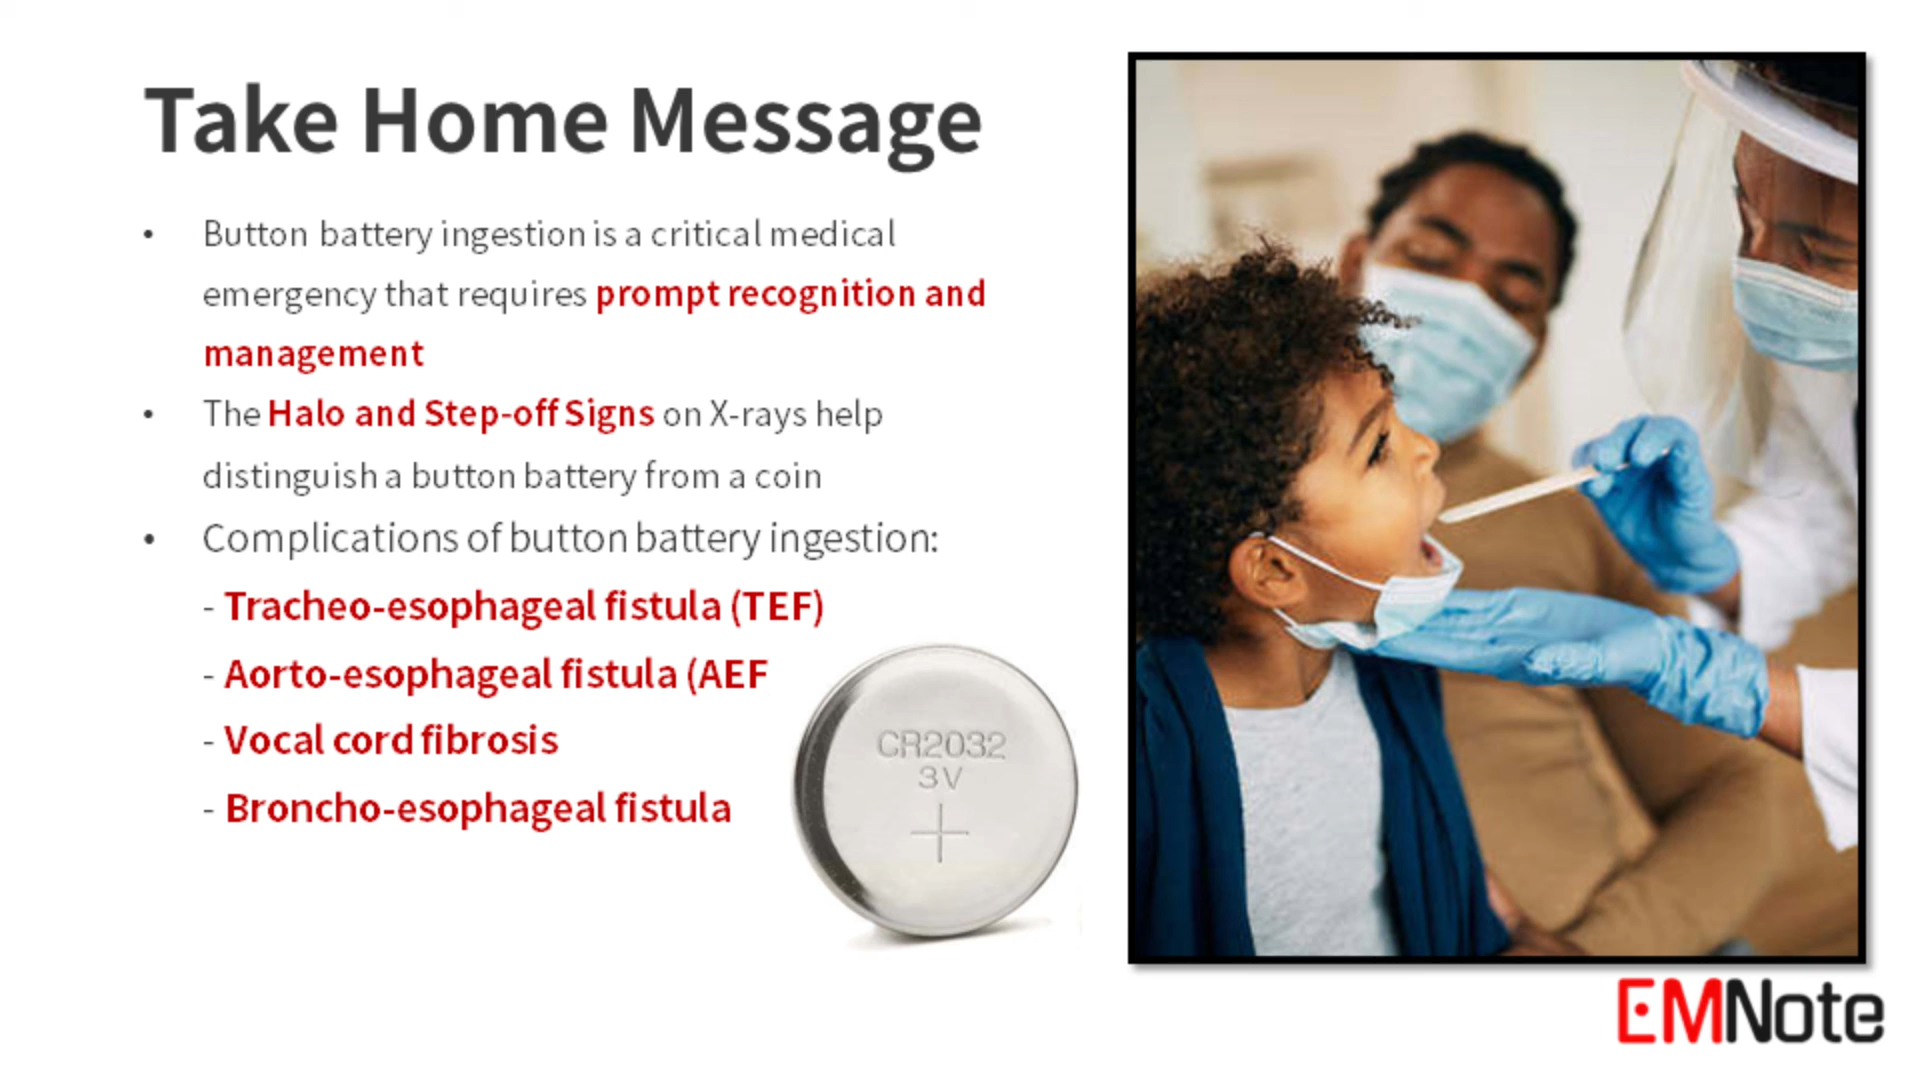 Take Home Message
• Button battery ingestion is a critical medical
emergency that requires prompt recognition and
management
• The Halo and Step-off Signs on X-rays help
distinguish a button battery from a coin
• Complications of button battery ingestion:
- Tracheo-esophageal fistula (TEF)
- Aorto-esophageal fistula (AEF
- Vocal cord fibrosis
- Broncho-esophageal fistula
CR2032
3V
+
EMNote